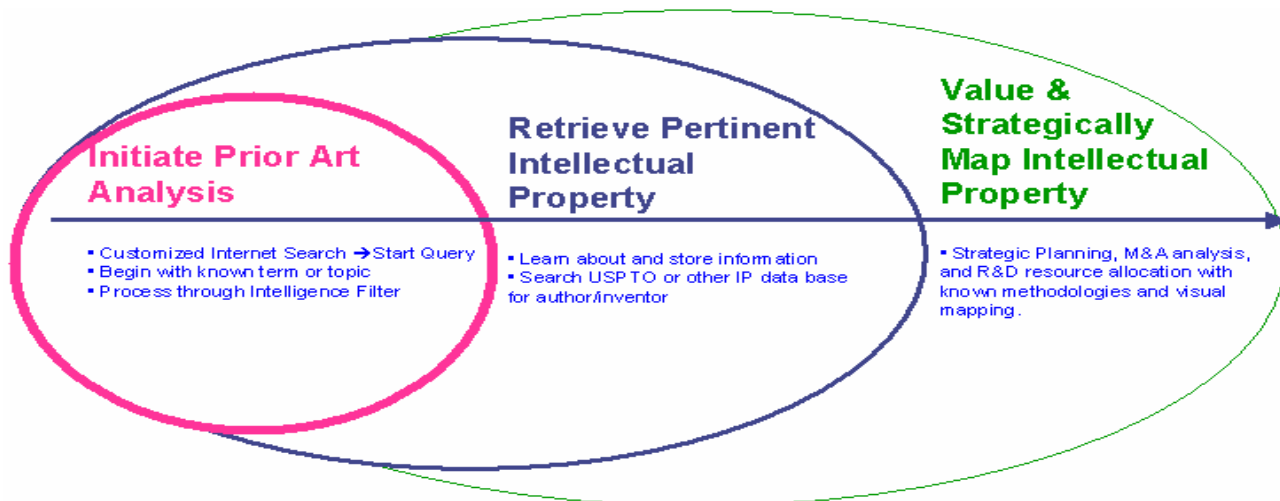 Initiate Prior Art
Analysis
▪ Customized Internet Search ➔Start Query
▪ Begin with known term or topic
▪ Process through Intelligence Filter
Retrieve Pertinent
Intellectual
Property
▪ Learn about and store information
▪ Search USPTO or other IP data base
for author/inventor
Value &
Strategically
Map Intellectual
Property
▪ Strategic Planning, M&A analysis,
and R&D resource allocation with
known methodologies and visual
mapping.